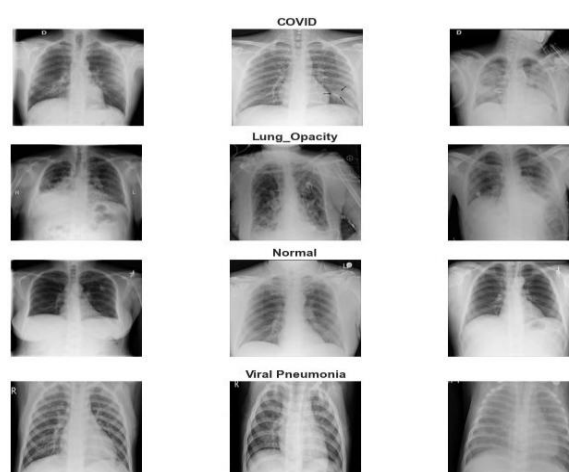 COVID
D
D
Lung_Opacity
Normal
Viral Pneumonia
R
R